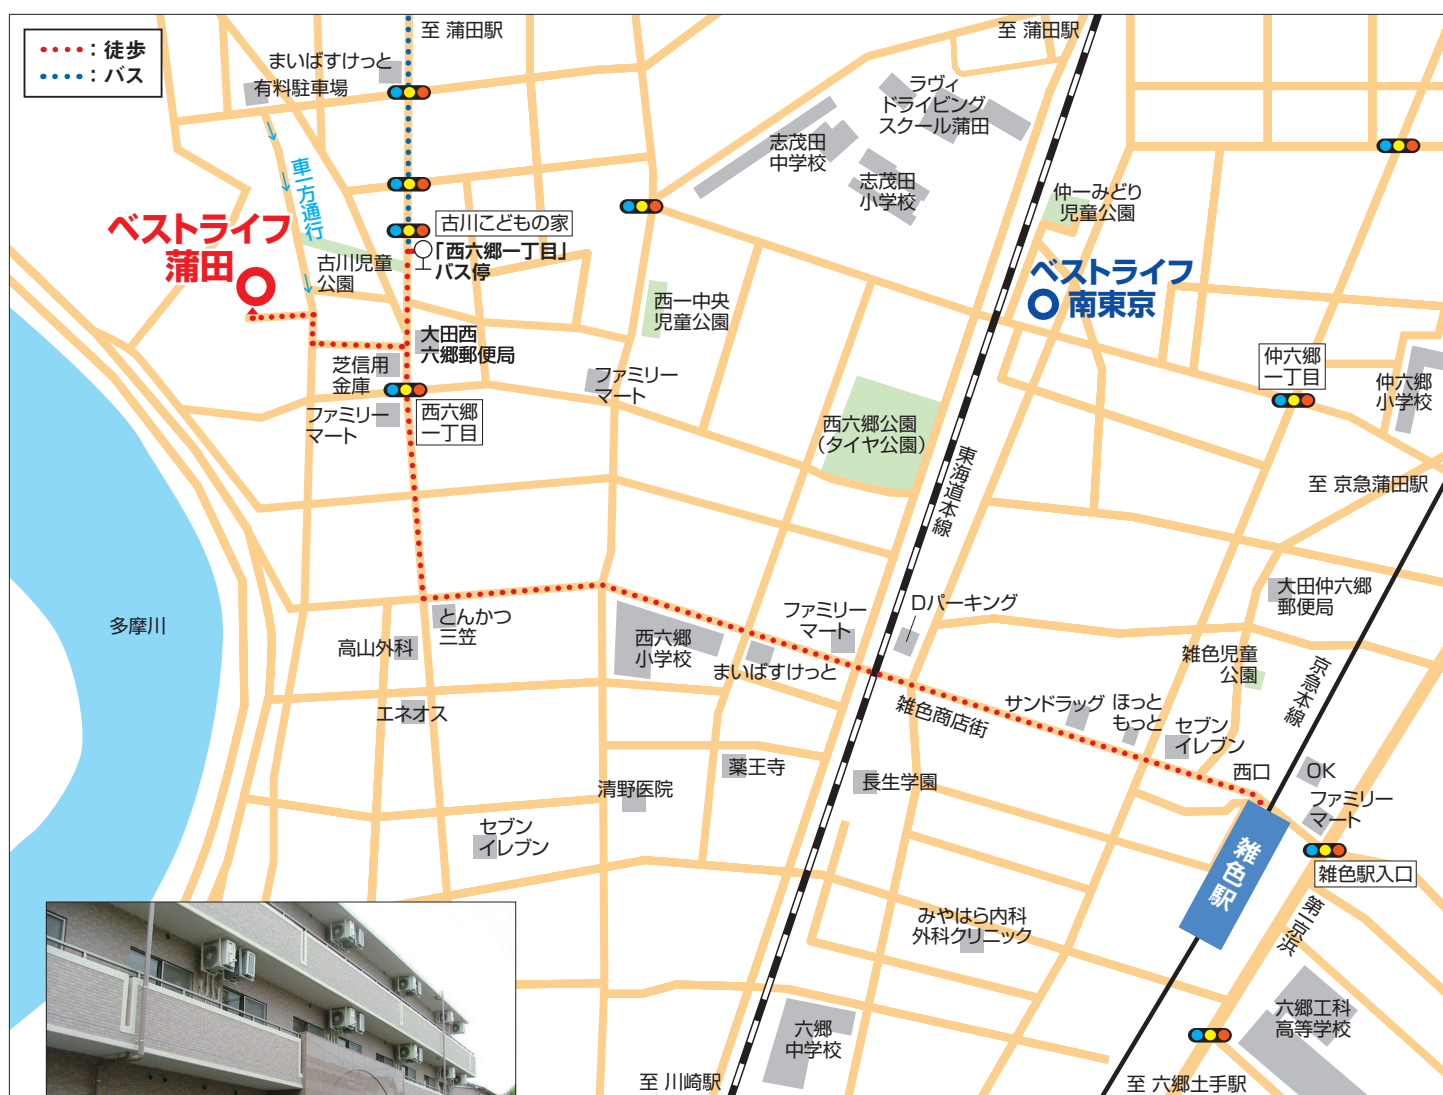 ：徒歩
：バス
至 蒲田駅
至 蒲田駅
まいばすけっと
有料駐車場
車一方通行
ラヴィ
ドライビング
スクール蒲田
志茂田
中学校
志茂田
小学校
仲一みどり
児童公園
ベストライフ
蒲田
古川こどもの家
「西六郷一丁目」
バス停
古川児童
公園
西一中央
児童公園
ベストライフ
南東京
大田西
六郷郵便局
芝信用
金庫
ファミリー
マート
西六郷
一丁目
ファミリー
マート
西六郷公園
（タイヤ公園）
東海道本線
仲六郷
一丁目
仲六郷
小学校
至 京急蒲田駅
多摩川
とんかつ
三笠
高山外科
エネオス
西六郷
小学校
まいばすけっと
ファミリー
マート
Dパーキング
大田仲六郷
郵便局
雑色児童
公園
京急本線
雑色商店街
サンドラッグ
ほっと
もっと
セブン
イレブン
西口
OK
ファミリー
マート
薬王寺
清野医院
長生学園
セブン
イレブン
雑色駅
雑色駅入口
第一京浜
みやはら内科
外科クリニック
六郷
中学校
六郷工科
高等学校
至 川崎駅
至 六郷土手駅